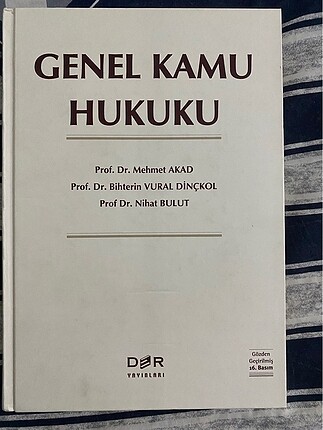 GENEL KAMU
HUKUKU
Prof. Dr. Mehmet AKAD
Prof. Dr. Bihterin VURAL DİNÇKOL
Prof Dr. Nihat BULUT
DER
YAYINLARI
Gözden
Geçirilmiş
16. Basım